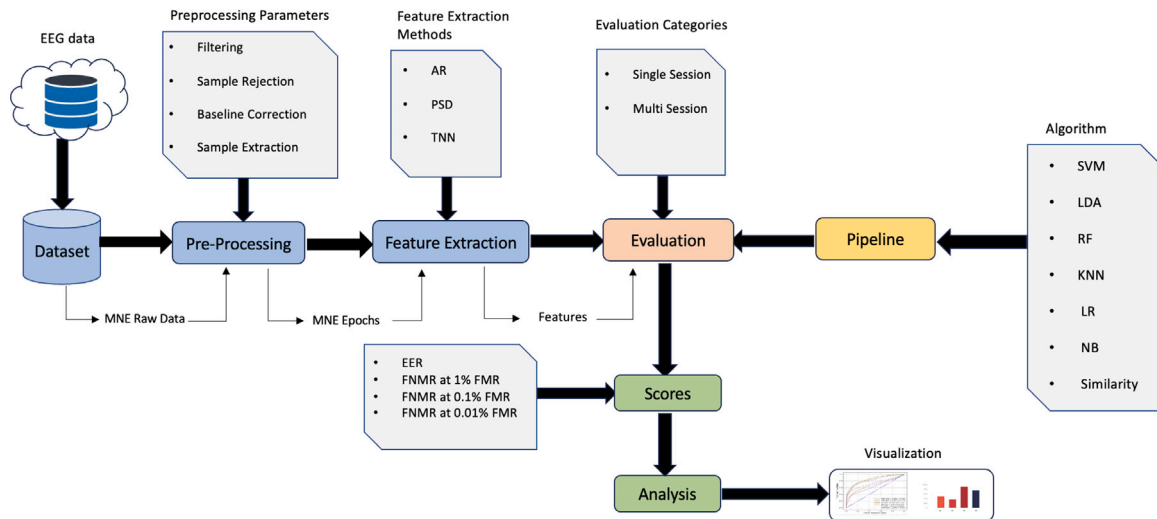 Preprocessing Parameters
Feature Extraction
Methods
Evaluation Categories
EEG data
• Filtering
• Sample Rejection
• Baseline Correction
• Sample Extraction
• AR
• PSD
• TNN
• Single Session
• Multi Session
Algorithm
• SVM
• LDA
• RF
• KNN
• LR
• NB
• Similarity
Dataset
Pre-Processing
Feature Extraction
Evaluation
Pipeline
MNE Raw Data
MNE Epochs
Features
• EER
• FNMR at 1% FMR
• FNMR at 0.1% FMR
• FNMR at 0.01% FMR
Scores
Analysis
Visualization